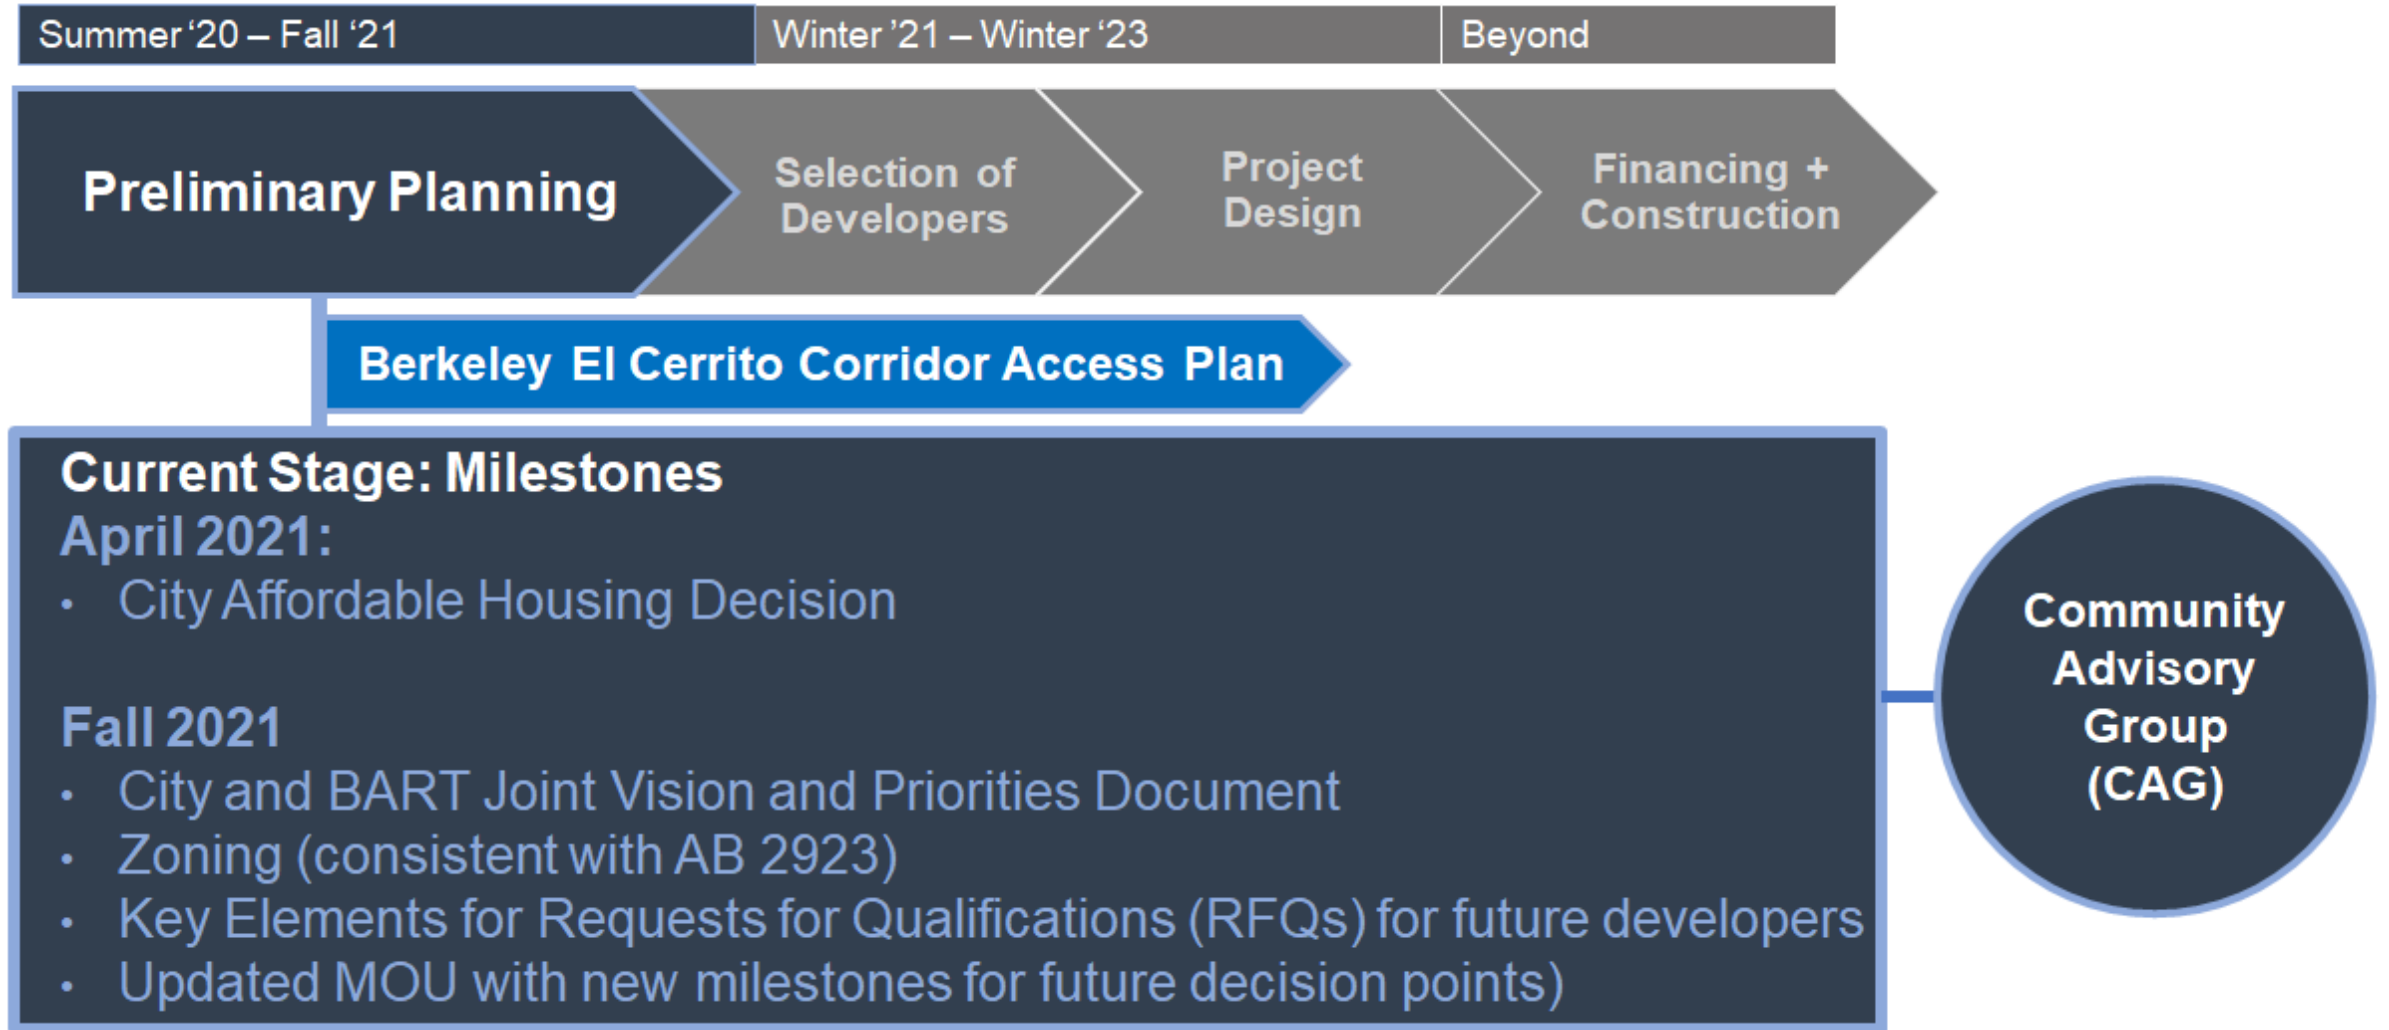 Summer ‘20 – Fall ‘21
Winter ’21 – Winter ‘23
Beyond
Preliminary Planning
Selection of
Developers
Project
Design
Financing +
Construction
Berkeley El Cerrito Corridor Access Plan
Current Stage: Milestones
April 2021:
• City Affordable Housing Decision
Fall 2021
• City and BART Joint Vision and Priorities Document
• Zoning (consistent with AB 2923)
• Key Elements for Requests for Qualifications (RFQs) for future developers
• Updated MOU with new milestones for future decision points)
Community
Advisory
Group
(CAG)